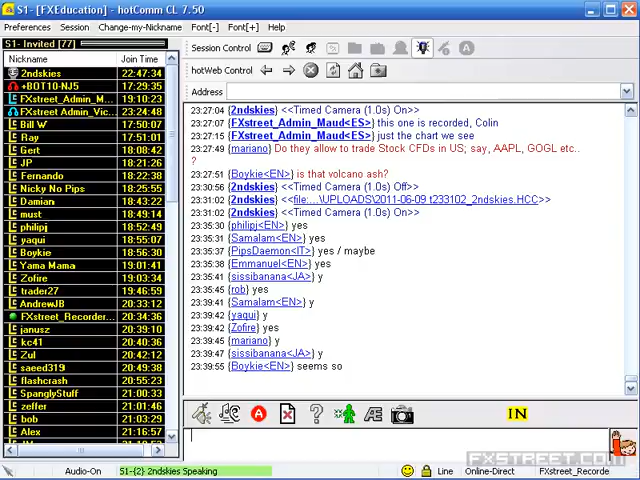 S1- [FXEducation] - hotComm CL 7.50
Preferences Session Change-my-Nickname Font[-] Font[+] Help
S1- Invited [77]
Nickname Join Time
2ndskies 22:47:34
+BOT10-NJ5 17:29:35
FXstreet_Admin_M... 19:10:23
FXstreet Admin_Vic... 23:24:48
Bill W 17:50:07
Ray 17:51:01
Gert 18:08:42
JP 18:21:26
Fernando 18:22:38
Nicky No Pips 18:25:55
Damian 18:43:22
must 18:49:14
philipj 18:52:49
yaqui 18:55:07
Boykie 18:56:30
Yama Mama 19:01:41
Zofire 19:03:34
trader27 19:46:59
AndrewJB 20:33:12
FXstreet_Recorder... 20:34:36
janusz 20:39:10
kc41 20:40:36
Zul 20:42:12
saeed319 20:49:50
flashcrash 20:55:23
SpanglyStuff 21:00:33
zeffer 21:01:46
bob 21:03:29
Alex 21:16:57
Session Control
hotWeb Control
Address
23:27:04 {2ndskies} <<Timed Camera (1.0s) On>>
23:27:07 {FXstreet_Admin_Maud<ES>} this one is recorded, Colin
23:27:15 {FXstreet_Admin_Maud<ES>} just the chart we see
23:27:49 {mariano} Do they allow to trade Stock CFDs in US; say, AAPL, GOGL etc..
?
23:27:51 {Boykie<EN>} is that volcano ash?
23:30:56 {2ndskies} <<Timed Camera (1.0s) Off>>
23:31:02 {2ndskies} <<file:...\UPLOADS\2011-06-09 t233102_2ndskies.HCC>>
23:31:02 {2ndskies} <<Timed Camera (1.0s) On>>
23:35:30 {philipj<EN>} yes
23:35:31 {Samalam<EN>} yes
23:35:37 {PipsDaemon<IT>} yes / maybe
23:35:38 {Emmanuel<EN>} yes
23:35:41 {sissibanana<JA>} yes
23:35:46 {rob} yes
23:39:41 {Samalam<EN>} y
23:39:42 {yaqui} y
23:39:42 {Zofire} yes
23:39:45 {mariano} y
23:39:47 {sissibanana<JA>} y
23:39:55 {Boykie<EN>} seems so
IN
FXSTREET.COM
Audio-On S1-{2} 2ndskies Speaking Line Online-Direct FXstreet_Recorde